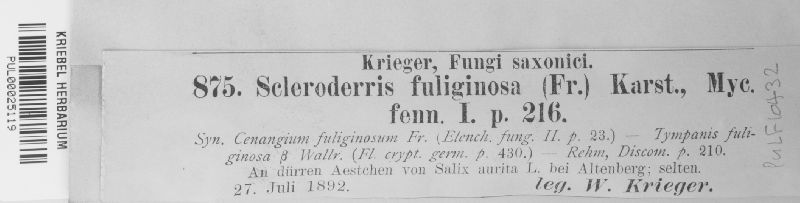 KRIEBEL HERBARIUM
PUL00025119
Krieger, Fungi saxonici.
875. Scleroderris fuliginosa (Fr.) Karst., Myc.
fenn. I. p. 216.
Syn. Cenangium fuliginosum Fr. (Elench. fung. II. p. 23.) — Tympanis fuli-
ginosa β Wallr. (Fl. crypt. germ. p. 430.) — Rehm, Discom. p. 210.
An dürren Aestchen von Salix aurita L. bei Altenberg; selten.
27. Juli 1892. leg. W. Krieger.
PULF10432